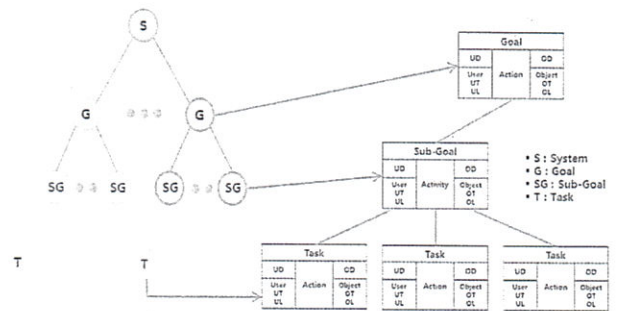 S
G
G
SG
SG
SG
SG
T
T
Goal
UD
OD
User
UT
UL
Action
Object
OT
OL
Sub-Goal
UD
OD
User
UT
UL
Activity
Object
OT
OL
• S : System
• G : Goal
• SG : Sub-Goal
• T : Task
Task
UD
OD
User
UT
UL
Action
Object
OT
OL
Task
UD
OD
User
UT
UL
Action
Object
OT
OL
Task
UD
OD
User
UT
UL
Action
Object
OT
OL